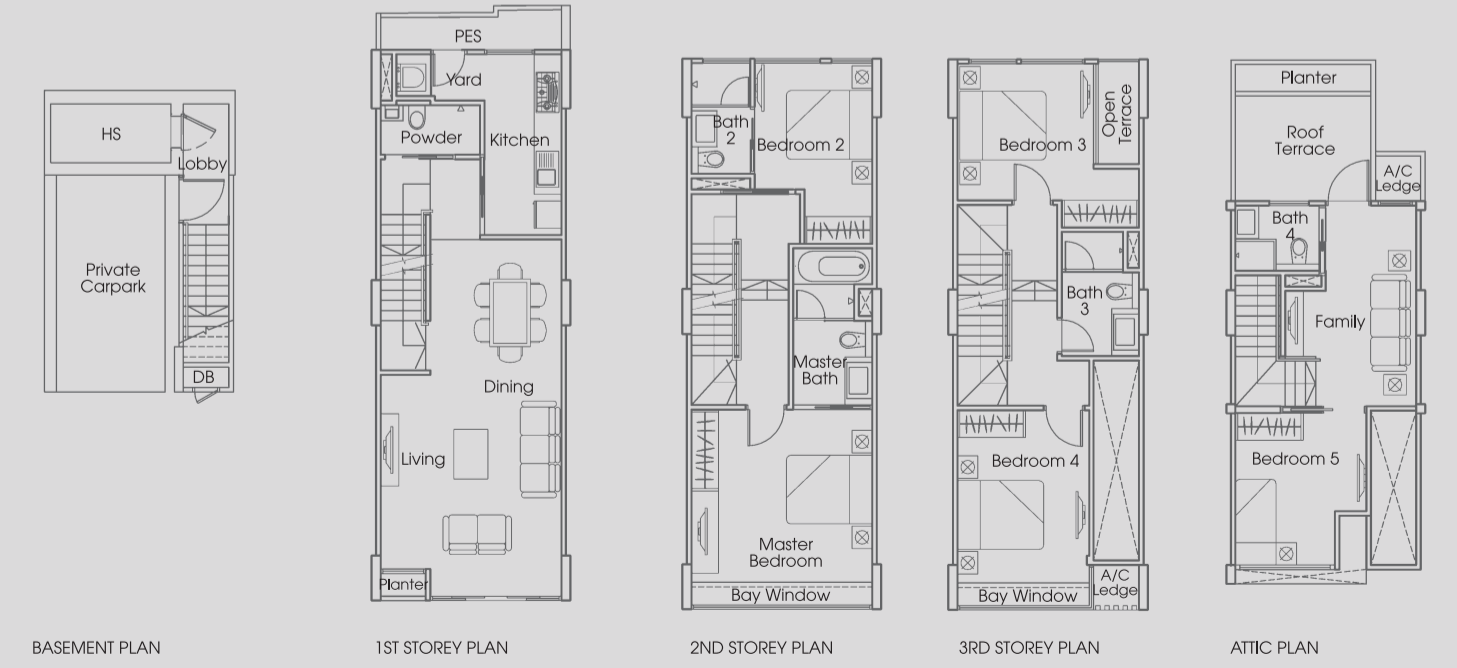 HS
Lobby
Private
Carpark
DB
BASEMENT PLAN
PES
Yard
Powder
Kitchen
Dining
Living
Planter
1ST STOREY PLAN
Bath
2
Bedroom 2
Master
Bath
Master
Bedroom
Bay Window
2ND STOREY PLAN
Bedroom 3
Open
Terrace
Bath
3
Bedroom 4
A/C
Ledge
Bay Window
3RD STOREY PLAN
Planter
Roof
Terrace
A/C
Ledge
Bath
4
Family
Bedroom 5
ATTIC PLAN